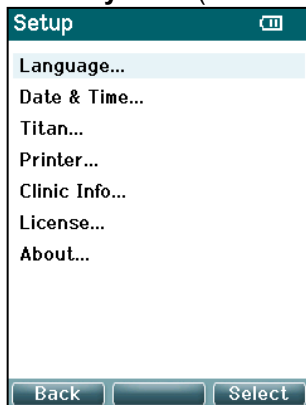 Setup
Language...
Date & Time...
Titan...
Printer...
Clinic Info...
License...
About...
Back Select